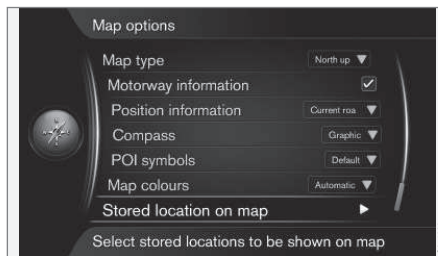 Map options
Map type North up
Motorway information
Position information Current roa
Compass Graphic
POI symbols Default
Map colours Automatic
Stored location on map
Select stored locations to be shown on map